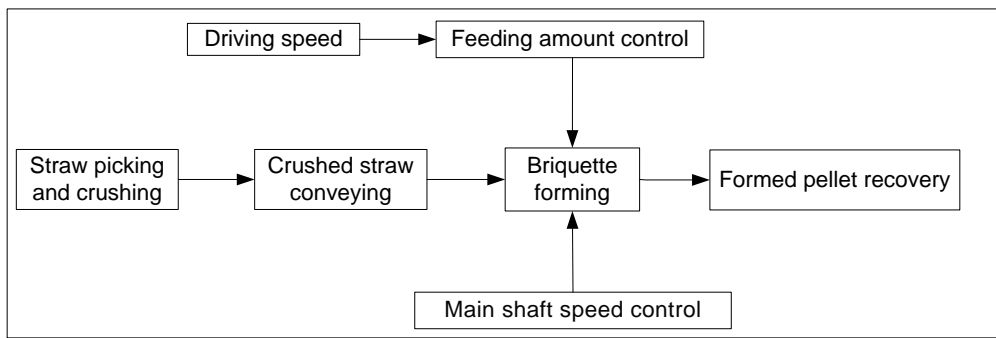 Driving speed
Feeding amount control
Straw picking
and crushing
Crushed straw
conveying
Briquette
forming
Formed pellet recovery
Main shaft speed control